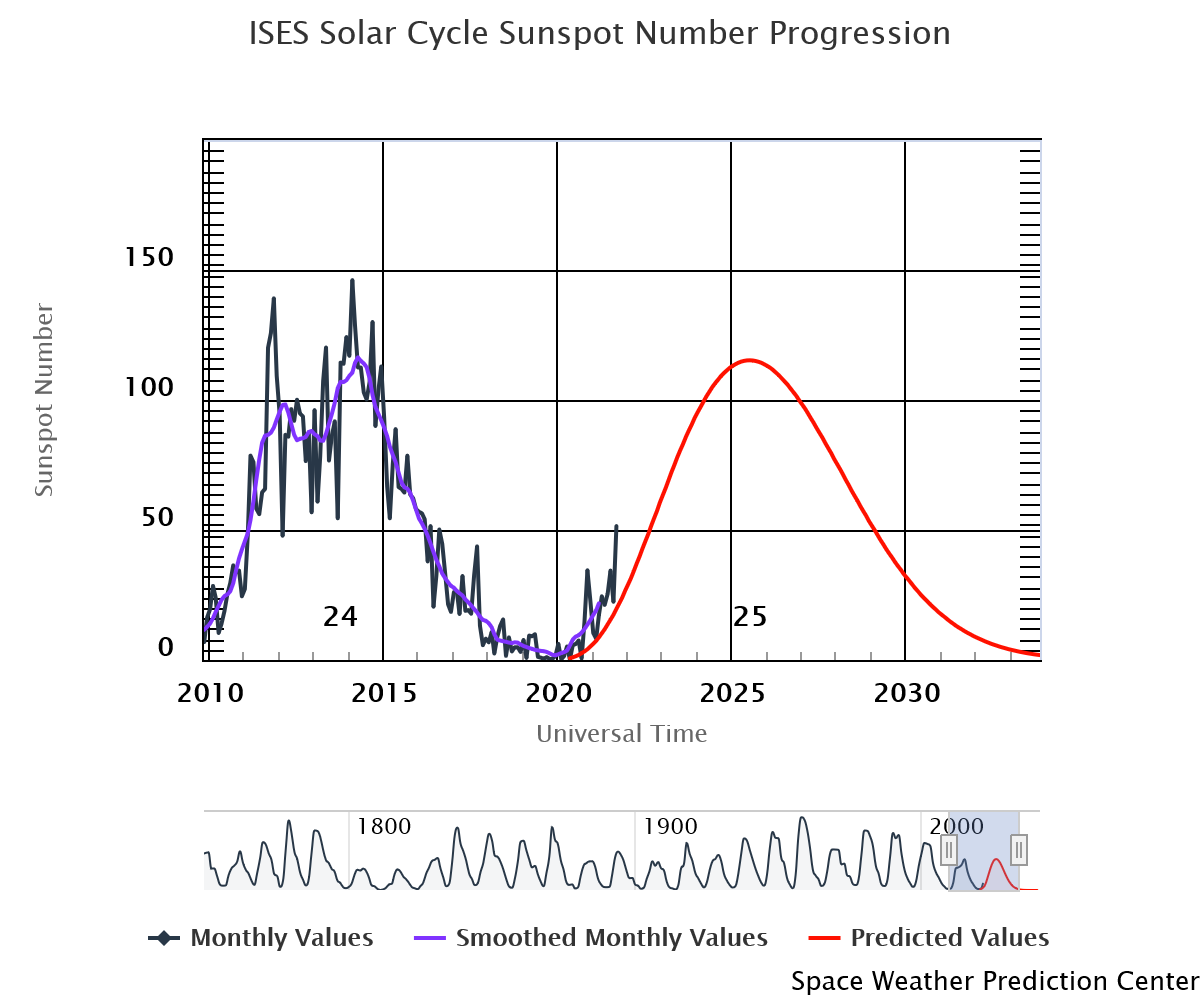 ISES Solar Cycle Sunspot Number Progression
150
100
50
0
Sunspot Number
24
25
2010 2015 2020 2025 2030
Universal Time
1800 1900 2000
Monthly Values Smoothed Monthly Values Predicted Values
Space Weather Prediction Center